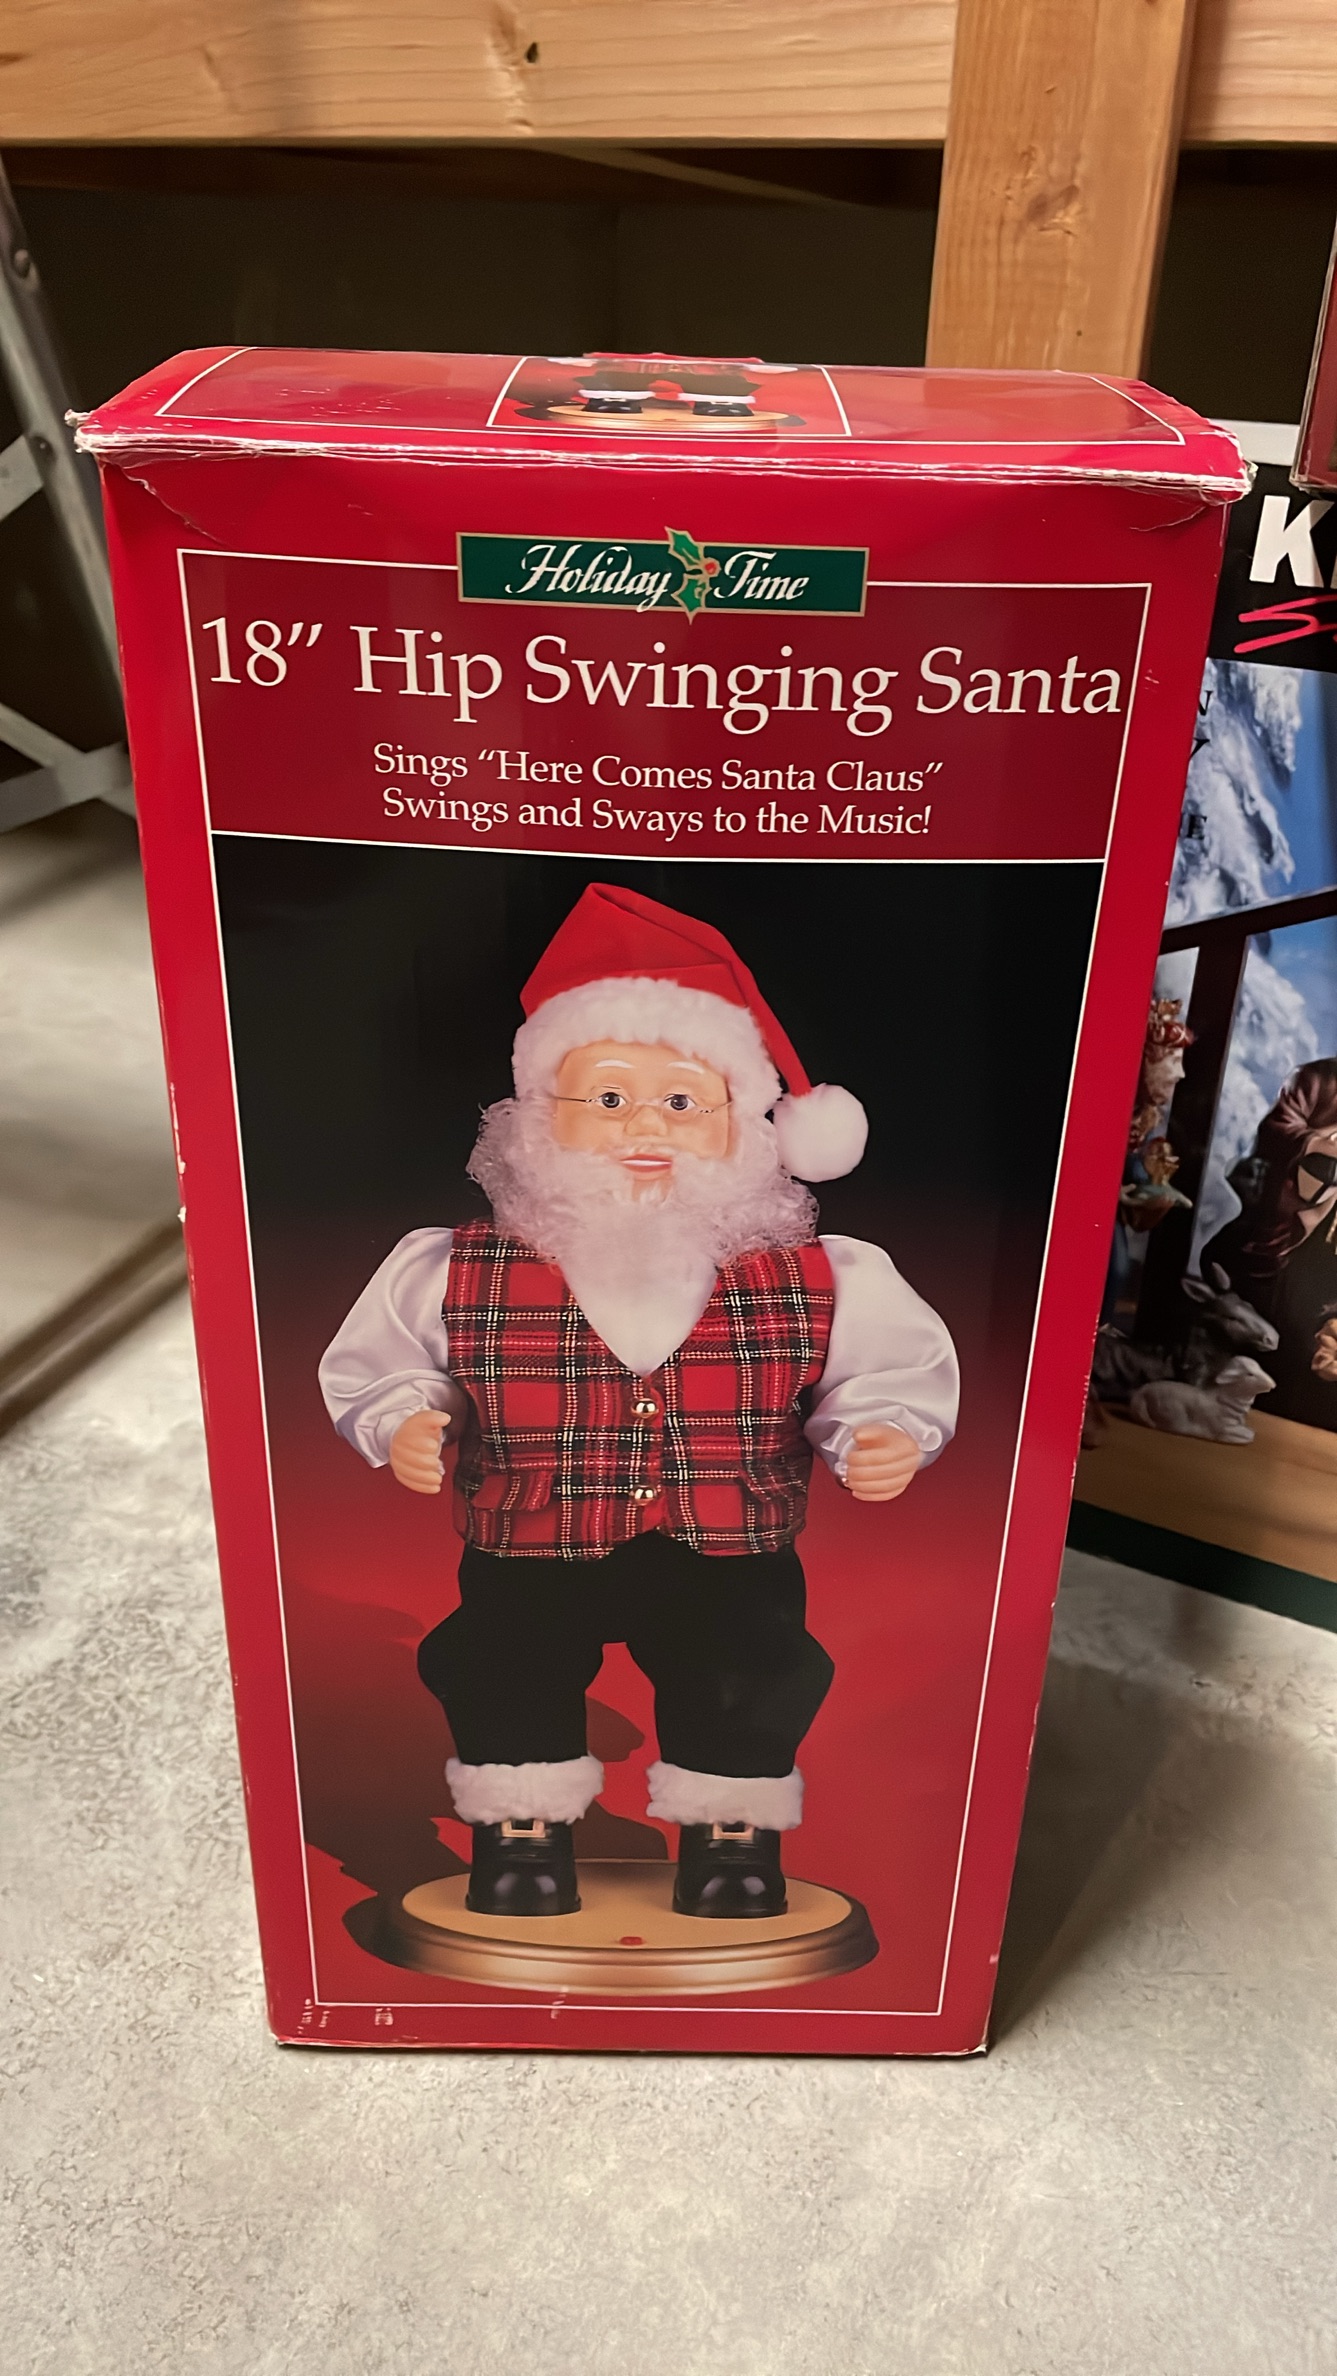 Holiday Time
18” Hip Swinging Santa
Sings “Here Comes Santa Claus”
Swings and Sways to the Music!
K